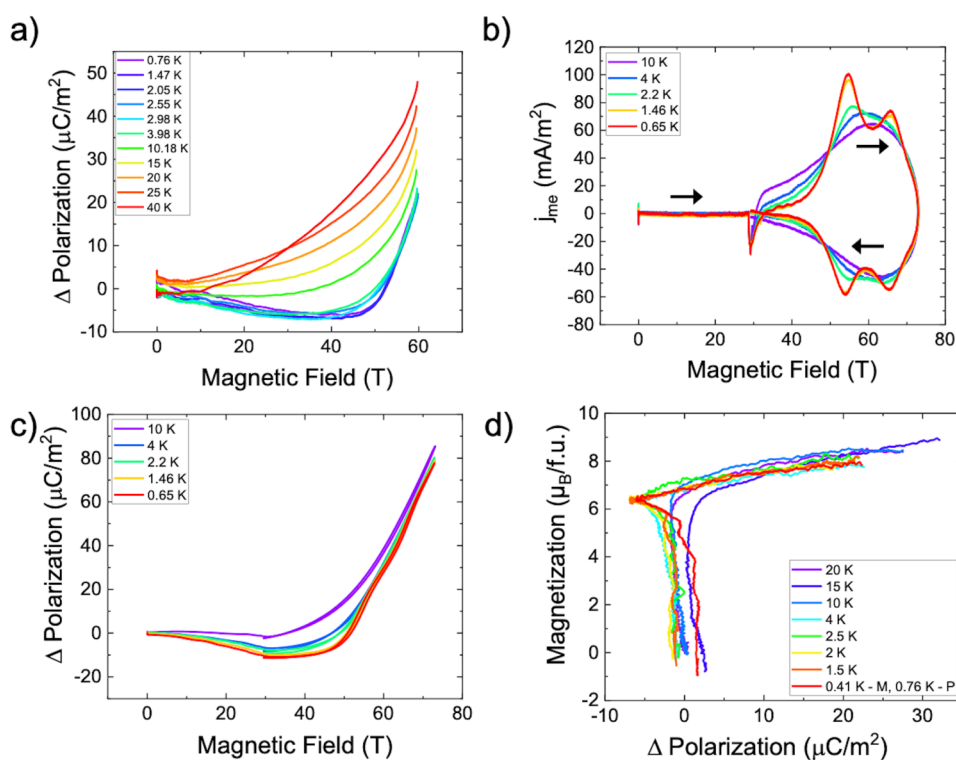 a)
Δ Polarization (μC/m²)
50
40
30
20
10
0
-10
0.76 K
1.47 K
2.05 K
2.55 K
2.98 K
3.98 K
10.18 K
15 K
20 K
25 K
40 K
0 20 40 60
Magnetic Field (T)
b)
jme (mA/m²)
120
100
80
60
40
20
0
-20
-40
-60
-80
10 K
4 K
2.2 K
1.46 K
0.65 K
0 20 40 60 80
Magnetic Field (T)
c)
Δ Polarization (μC/m²)
100
80
60
40
20
0
-20
10 K
4 K
2.2 K
1.46 K
0.65 K
0 20 40 60 80
Magnetic Field (T)
d)
Magnetization (μB/f.u.)
10
8
6
4
2
0
-2
20 K
15 K
10 K
4 K
2.5 K
2 K
1.5 K
0.41 K - M, 0.76 K - P
-10 0 10 20 30
Δ Polarization (μC/m²)